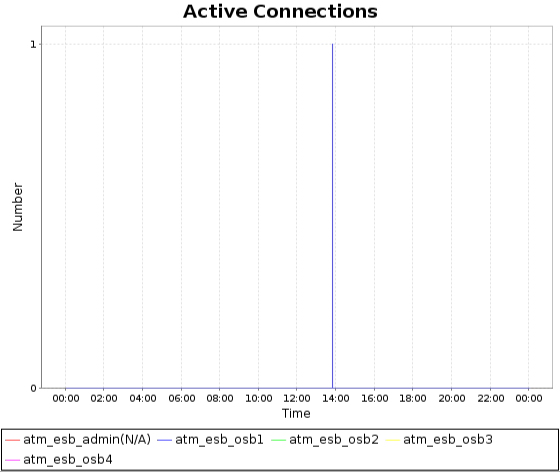 Active Connections
1
Number
0
00:00 02:00 04:00 06:00 08:00 10:00 12:00 14:00 16:00 18:00 20:00 22:00 00:00
Time
atm_esb_admin(N/A) atm_esb_osb1 atm_esb_osb2 atm_esb_osb3
atm_esb_osb4